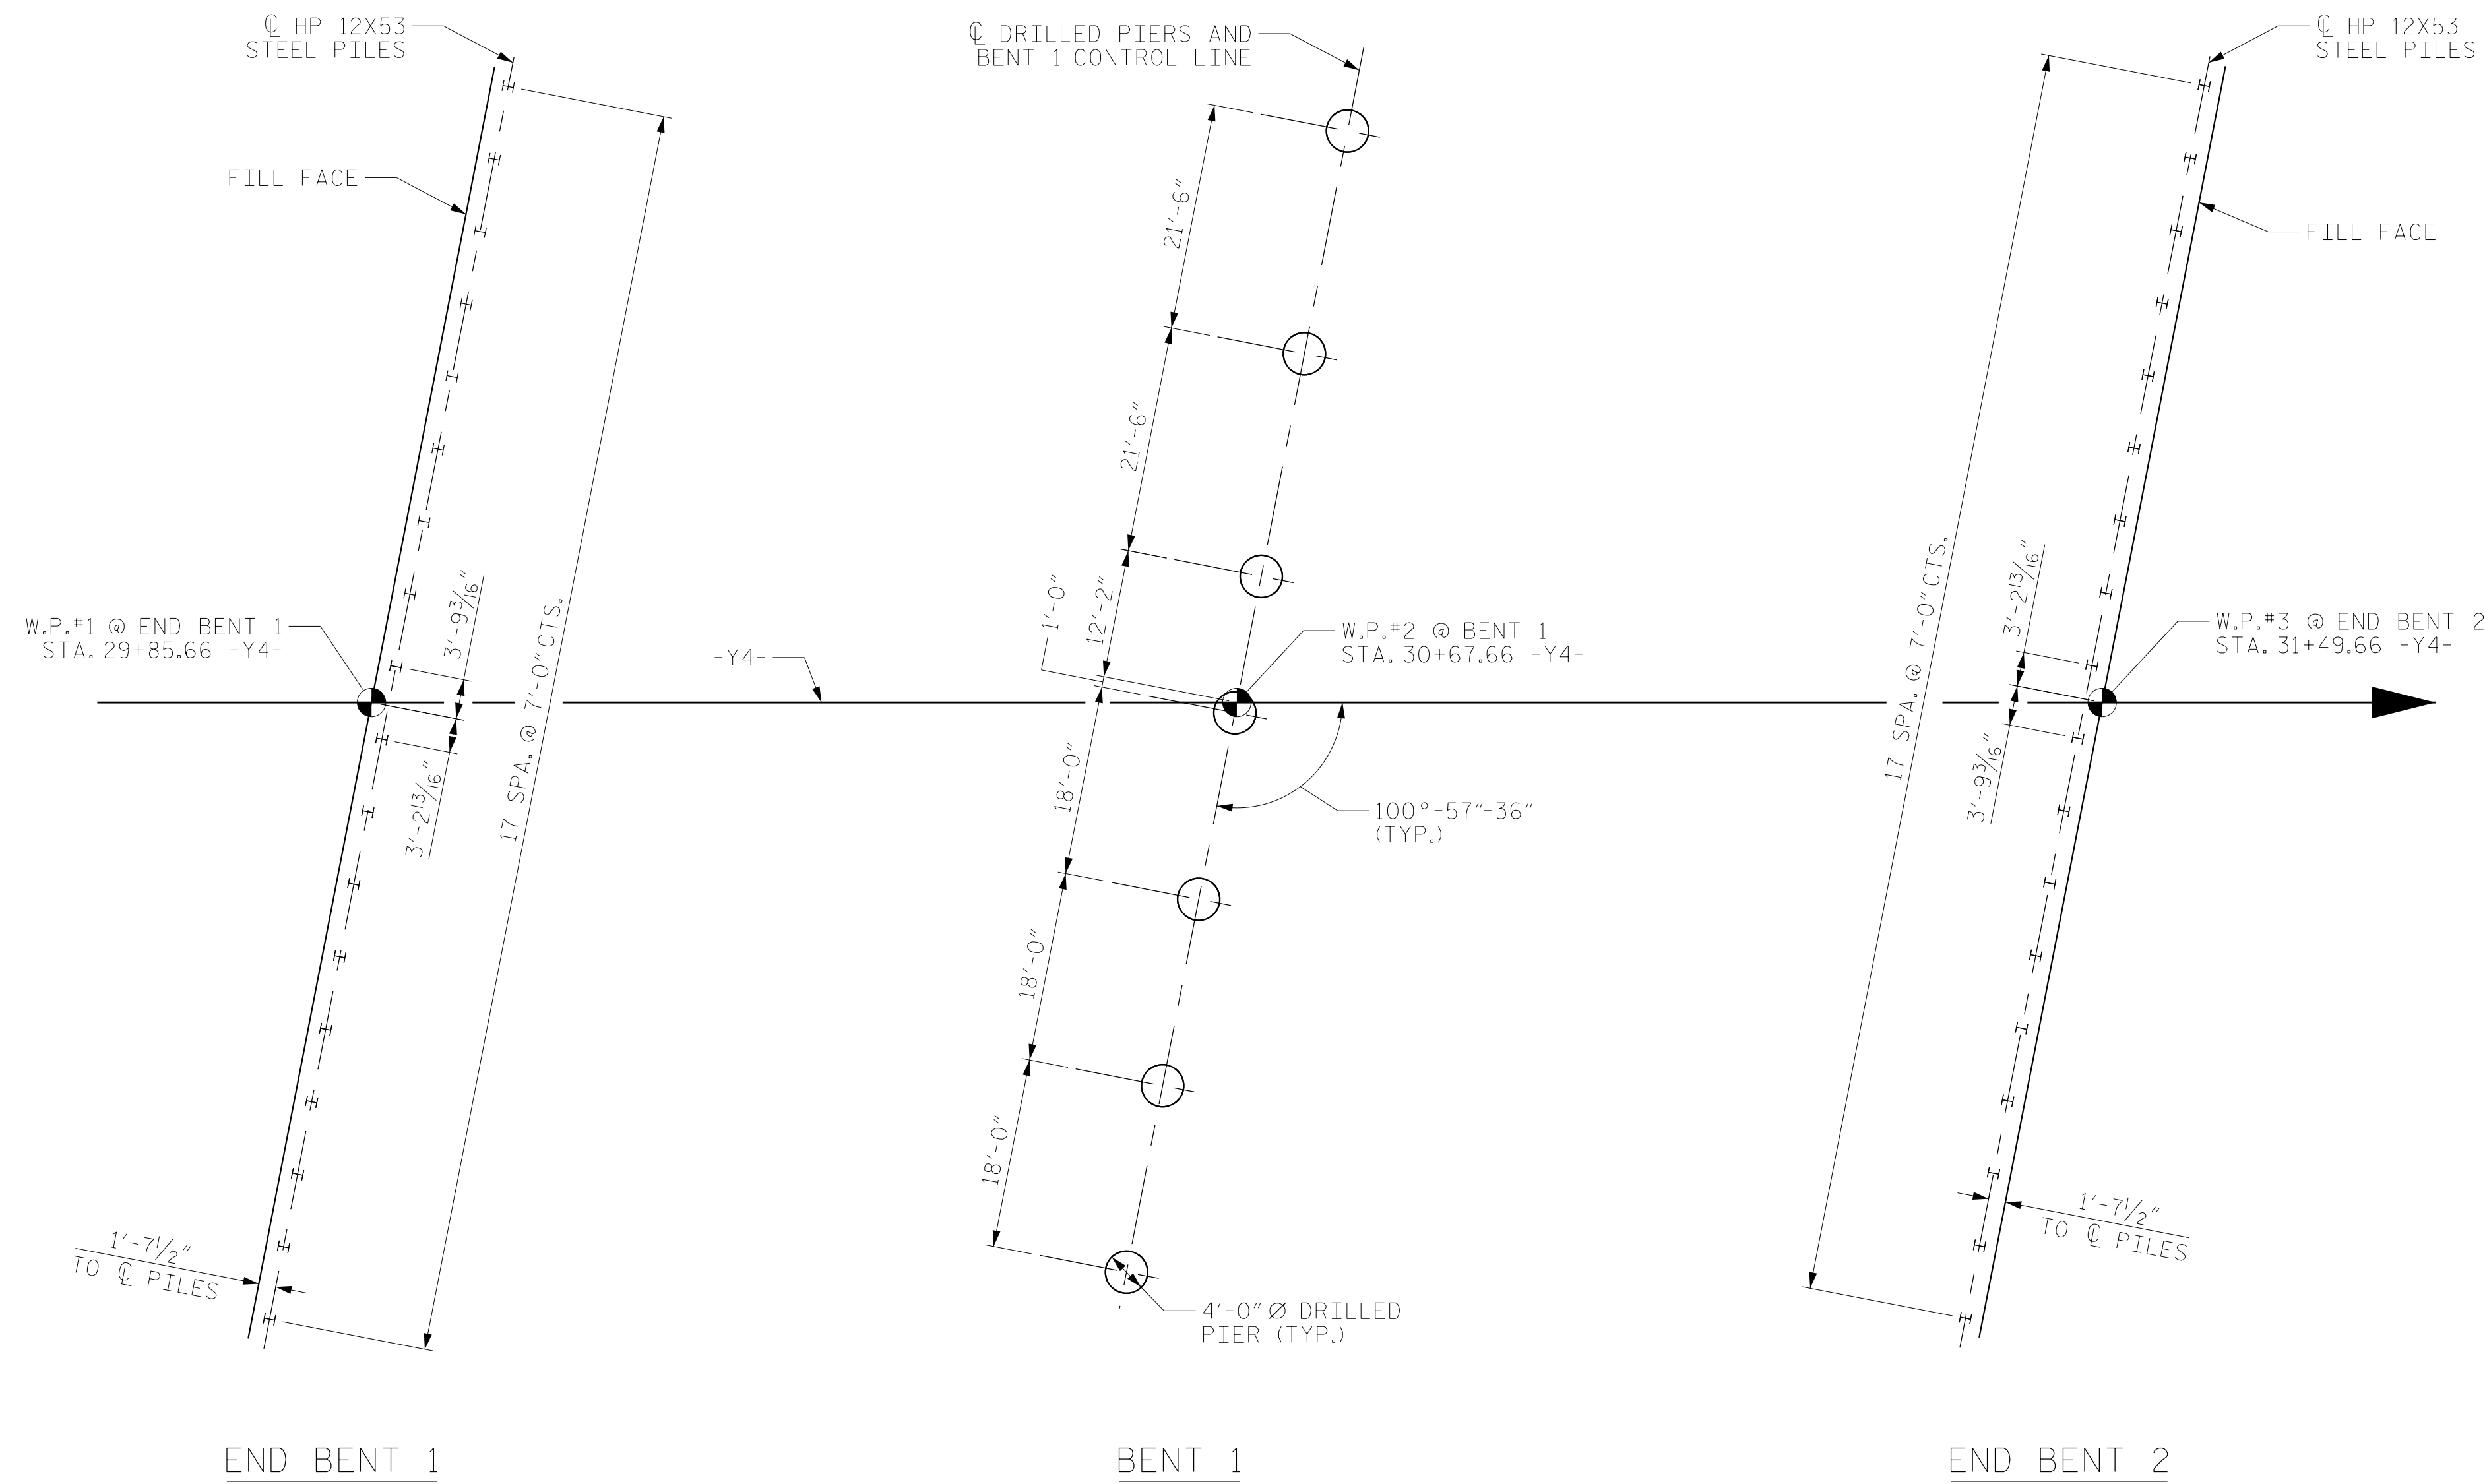 ℄ HP 12X53
STEEL PILES
FILL FACE
W.P.#1 @ END BENT 1
STA. 29+85.66 -Y4-
3'-9 3/16"
3'-2 13/16"
17 SPA. @ 7'-0" CTS.
1'-7 1/2"
TO ℄ PILES
END BENT 1
℄ DRILLED PIERS AND
BENT 1 CONTROL LINE
21'-6"
21'-6"
12'-2"
1'-0"
-Y4-
W.P.#2 @ BENT 1
STA. 30+67.66 -Y4-
18'-0"
18'-0"
18'-0"
100°-57"-36"
(TYP.)
4'-0" Ø DRILLED
PIER (TYP.)
BENT 1
℄ HP 12X53
STEEL PILES
FILL FACE
17 SPA. @ 7'-0" CTS.
3'-2 13/16"
3'-9 3/16"
W.P.#3 @ END BENT 2
STA. 31+49.66 -Y4-
1'-7 1/2"
TO ℄ PILES
END BENT 2